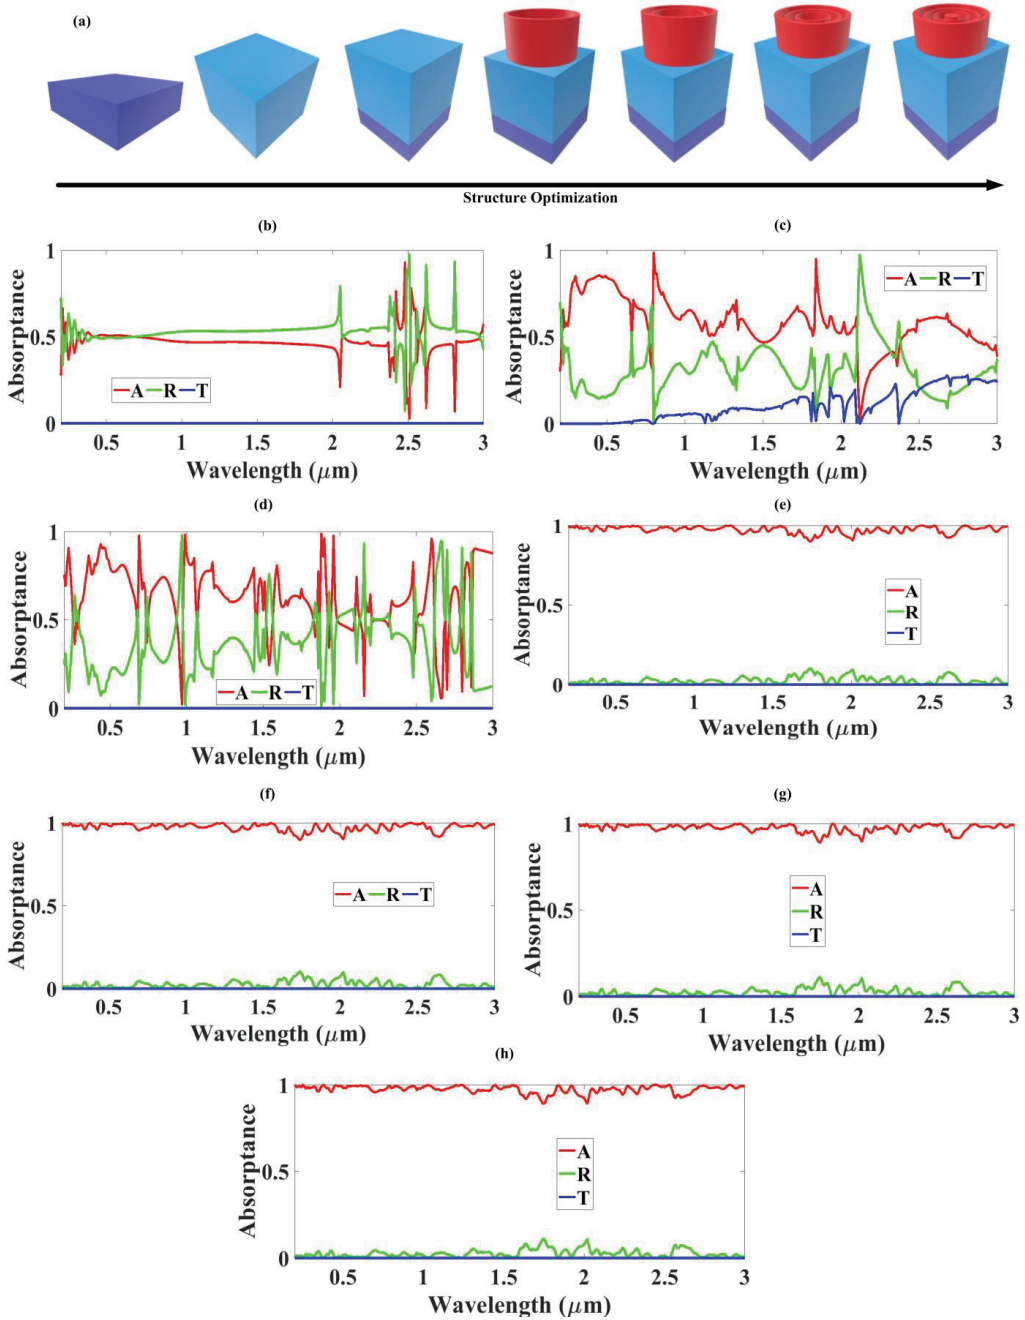 (a)
Structure Optimization
(b)
(c)
1
0.5
0
Absorptance
A R T
0.5 1 1.5 2 2.5 3
Wavelength (μm)
1
0.5
0
Absorptance
A R T
0.5 1 1.5 2 2.5 3
Wavelength (μm)
(d)
(e)
1
0.5
0
Absorptance
A R T
0.5 1 1.5 2 2.5 3
Wavelength (μm)
1
0.5
0
Absorptance
A
R
T
0.5 1 1.5 2 2.5 3
Wavelength (μm)
(f)
(g)
1
0.5
0
Absorptance
A R T
0.5 1 1.5 2 2.5 3
Wavelength (μm)
1
0.5
0
Absorptance
A
R
T
0.5 1 1.5 2 2.5 3
Wavelength (μm)
(h)
1
0.5
0
Absorptance
A
R
T
0.5 1 1.5 2 2.5 3
Wavelength (μm)